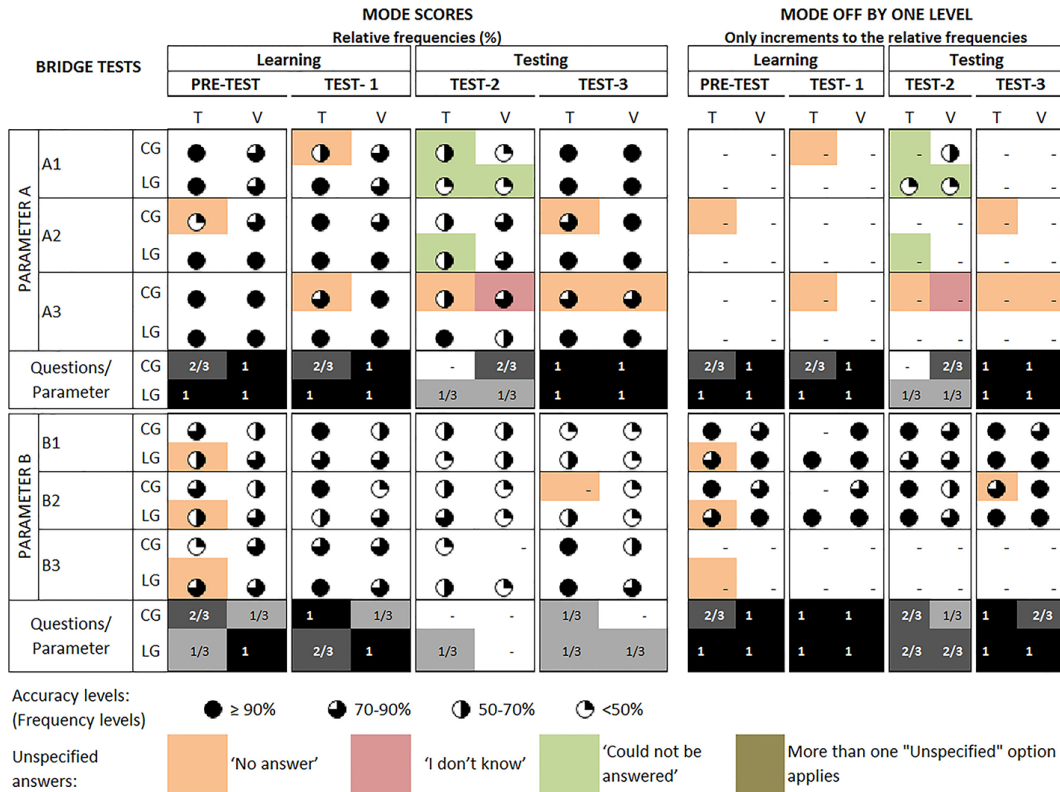 MODE SCORES MODE OFF BY ONE LEVEL
Relative frequencies (%) Only increments to the relative frequencies
BRIDGE TESTS Learning Testing Learning Testing
PRE-TEST TEST- 1 TEST-2 TEST-3 PRE-TEST TEST- 1 TEST-2 TEST-3
T V T V T V T V T V T V T V T V
PARAMETER A
A1 CG - - - - - - -
LG - - - - - -
A2 CG - - - - - - - -
LG - - - - - - - -
A3 CG - - - - - - - -
LG - - - - - - - -
Questions/ CG 2/3 1 2/3 1 - 2/3 1 1 2/3 1 2/3 1 - 2/3 1 1
Parameter LG 1 1 1 1 1/3 1/3 1 1 1 1 1 1 1/3 1/3 1 1
PARAMETER B
B1 CG -
LG
B2 CG - -
LG
B3 CG - - - - - - - - -
LG - - - - - - - -
Questions/ CG 2/3 1/3 1 1/3 - - 1/3 - 2/3 1 1 1 2/3 1/3 1 2/3
Parameter LG 1/3 1 2/3 1 1/3 - 1/3 1/3 1 1 1 1 2/3 2/3 1 1
Accuracy levels:
(Frequency levels) ≥ 90% 70-90% 50-70% <50%
Unspecified
answers:
'No answer' 'I don't know' 'Could not be
answered' More than one "Unspecified" option
applies